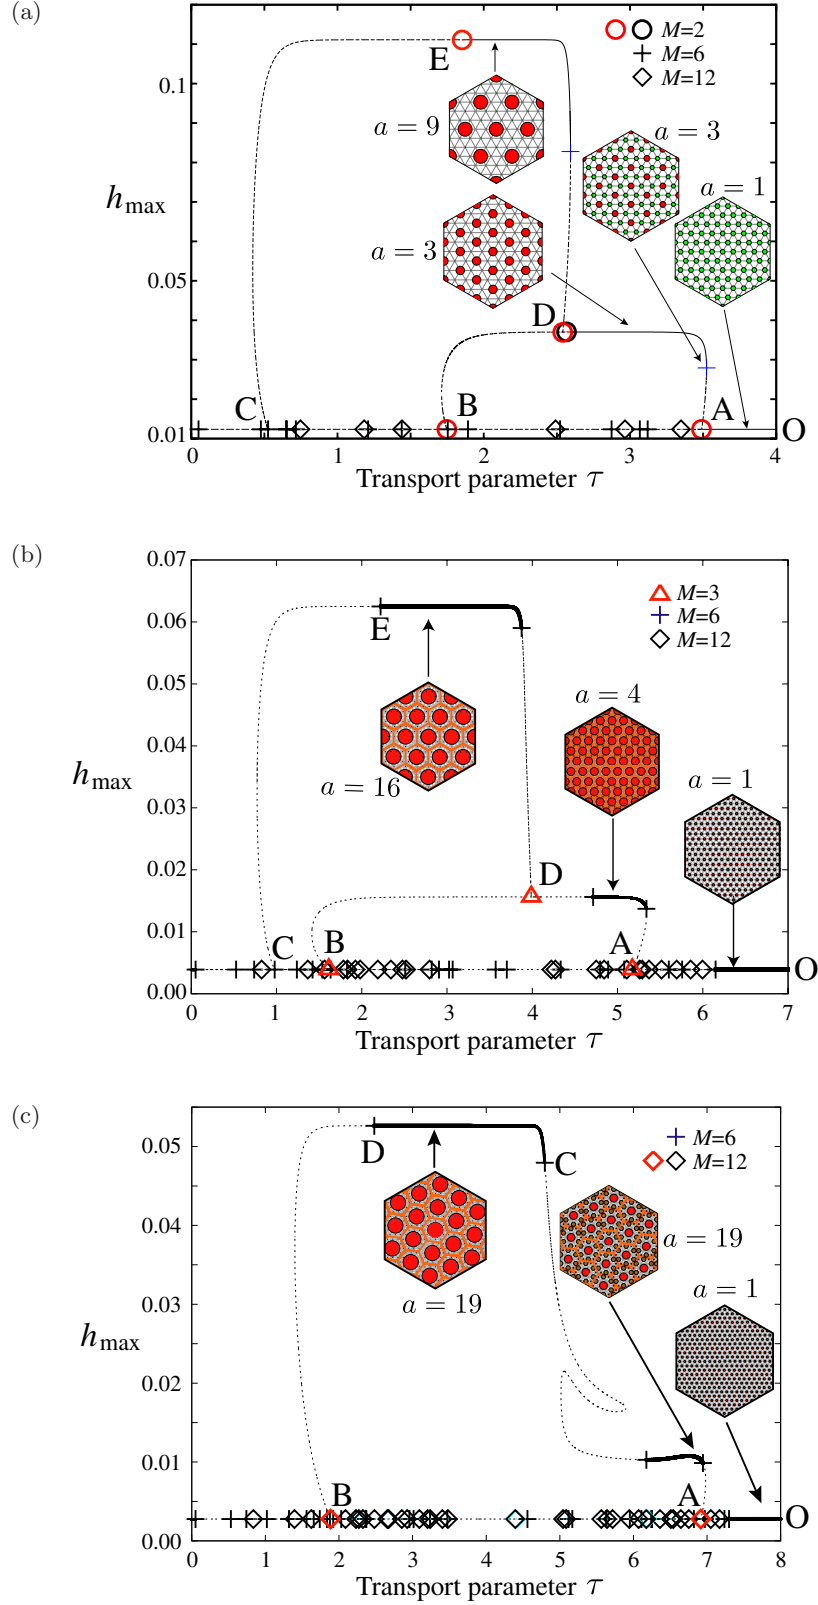 (a)
M=2
M=6
M=12
0.1
E
a = 9
a = 3
a = 1
h_max
a = 3
0.05
D
C
B
A
0.01
O
0 1 2 3 4
Transport parameter τ
(b)
0.07
M=3
M=6
M=12
0.06
E
0.05
a = 4
a = 16
a = 1
0.04
h_max
0.03
0.02
D
0.01
C
B
A
O
0.00
0 1 2 3 4 5 6 7
Transport parameter τ
(c)
M=6
M=12
0.05
D
C
0.04
a = 19
a = 19
a = 1
0.03
h_max
0.02
0.01
B
A
O
0.00
0 1 2 3 4 5 6 7 8
Transport parameter τ